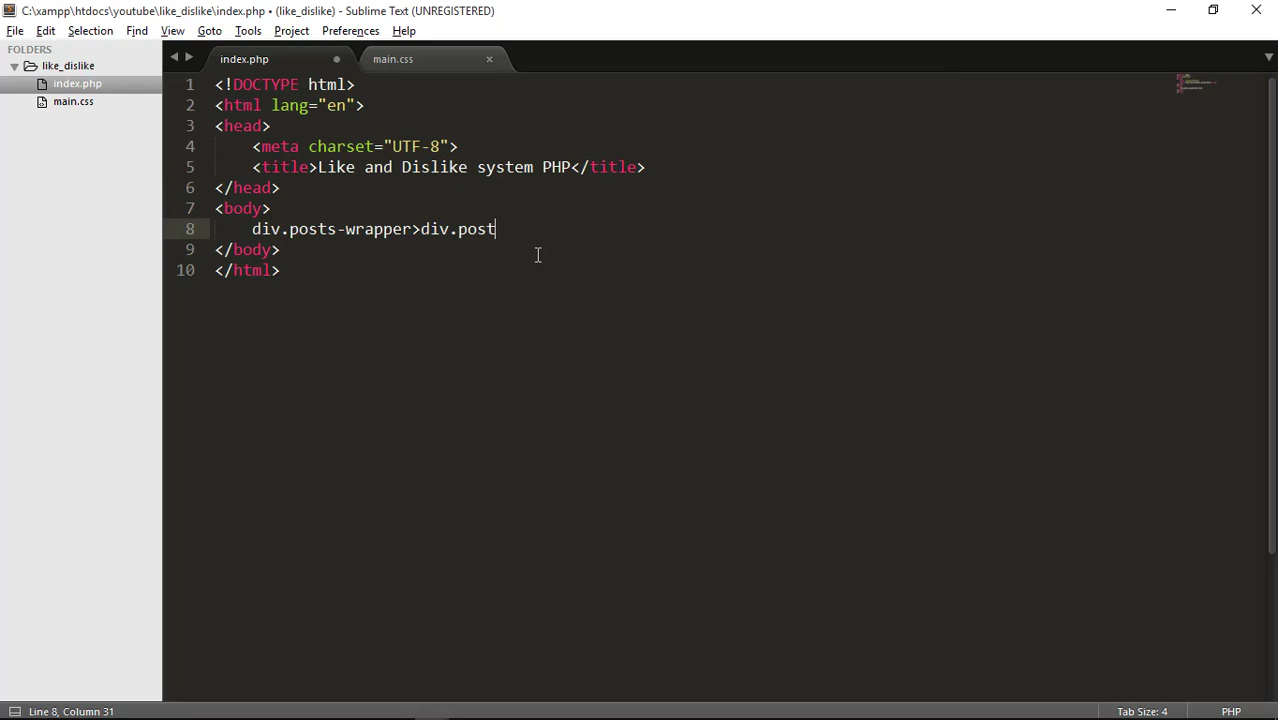 C:\xampp\htdocs\youtube\like_dislike\index.php • (like_dislike) - Sublime Text (UNREGISTERED)
File Edit Selection Find View Goto Tools Project Preferences Help
FOLDERS
like_dislike
index.php
main.css
index.php main.css
1 <!DOCTYPE html>
2 <html lang="en">
3 <head>
4 <meta charset="UTF-8">
5 <title>Like and Dislike system PHP</title>
6 </head>
7 <body>
8 div.posts-wrapper>div.post
9 </body>
10 </html>
Line 8, Column 31 Tab Size: 4 PHP